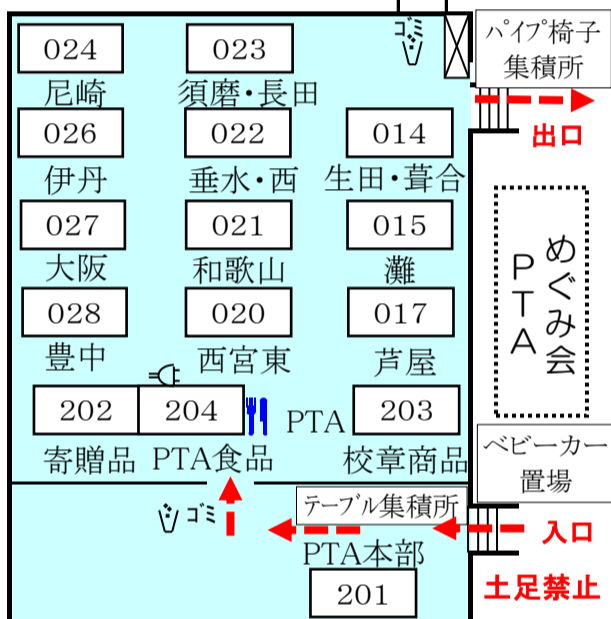 ゴミ
パイプ椅子
集積所
024
023
尼崎
須磨・長田
出口
026
022
014
伊丹
垂水・西
生田・葺合
027
021
015
大阪
和歌山
灘
めぐみ会
PTA
028
020
017
豊中
西宮東
芦屋
202
204
PTA
203
寄贈品
PTA食品
校章商品
ベビーカー
置場
ゴミ
テーブル集積所
入口
PTA本部
201
土足禁止